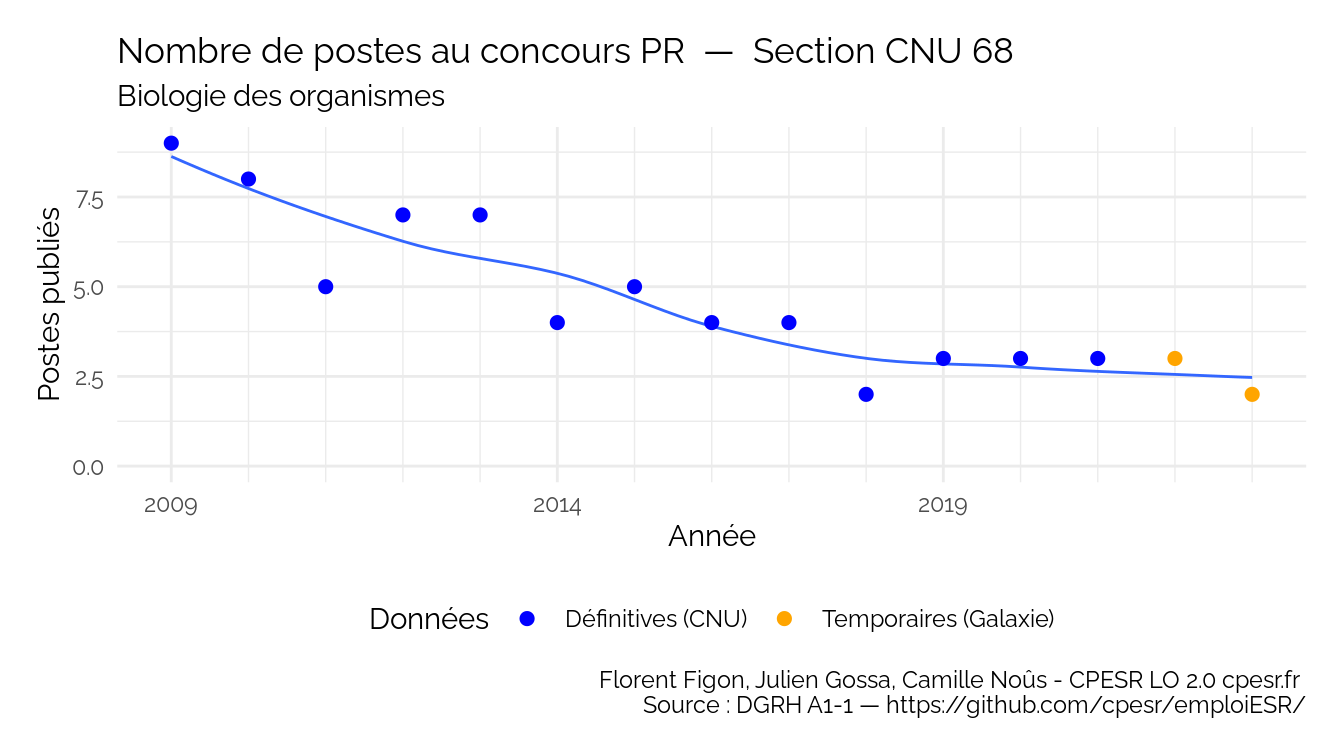 Nombre de postes au concours PR — Section CNU 68
Biologie des organismes
Postes publiés
7.5
5.0
2.5
0.0
2009
2014
2019
Année
Données
Définitives (CNU)
Temporaires (Galaxie)
Florent Figon, Julien Gossa, Camille Noûs - CPESR LO 2.0 cpesr.fr
Source : DGRH A1-1 — https://github.com/cpesr/emploiESR/